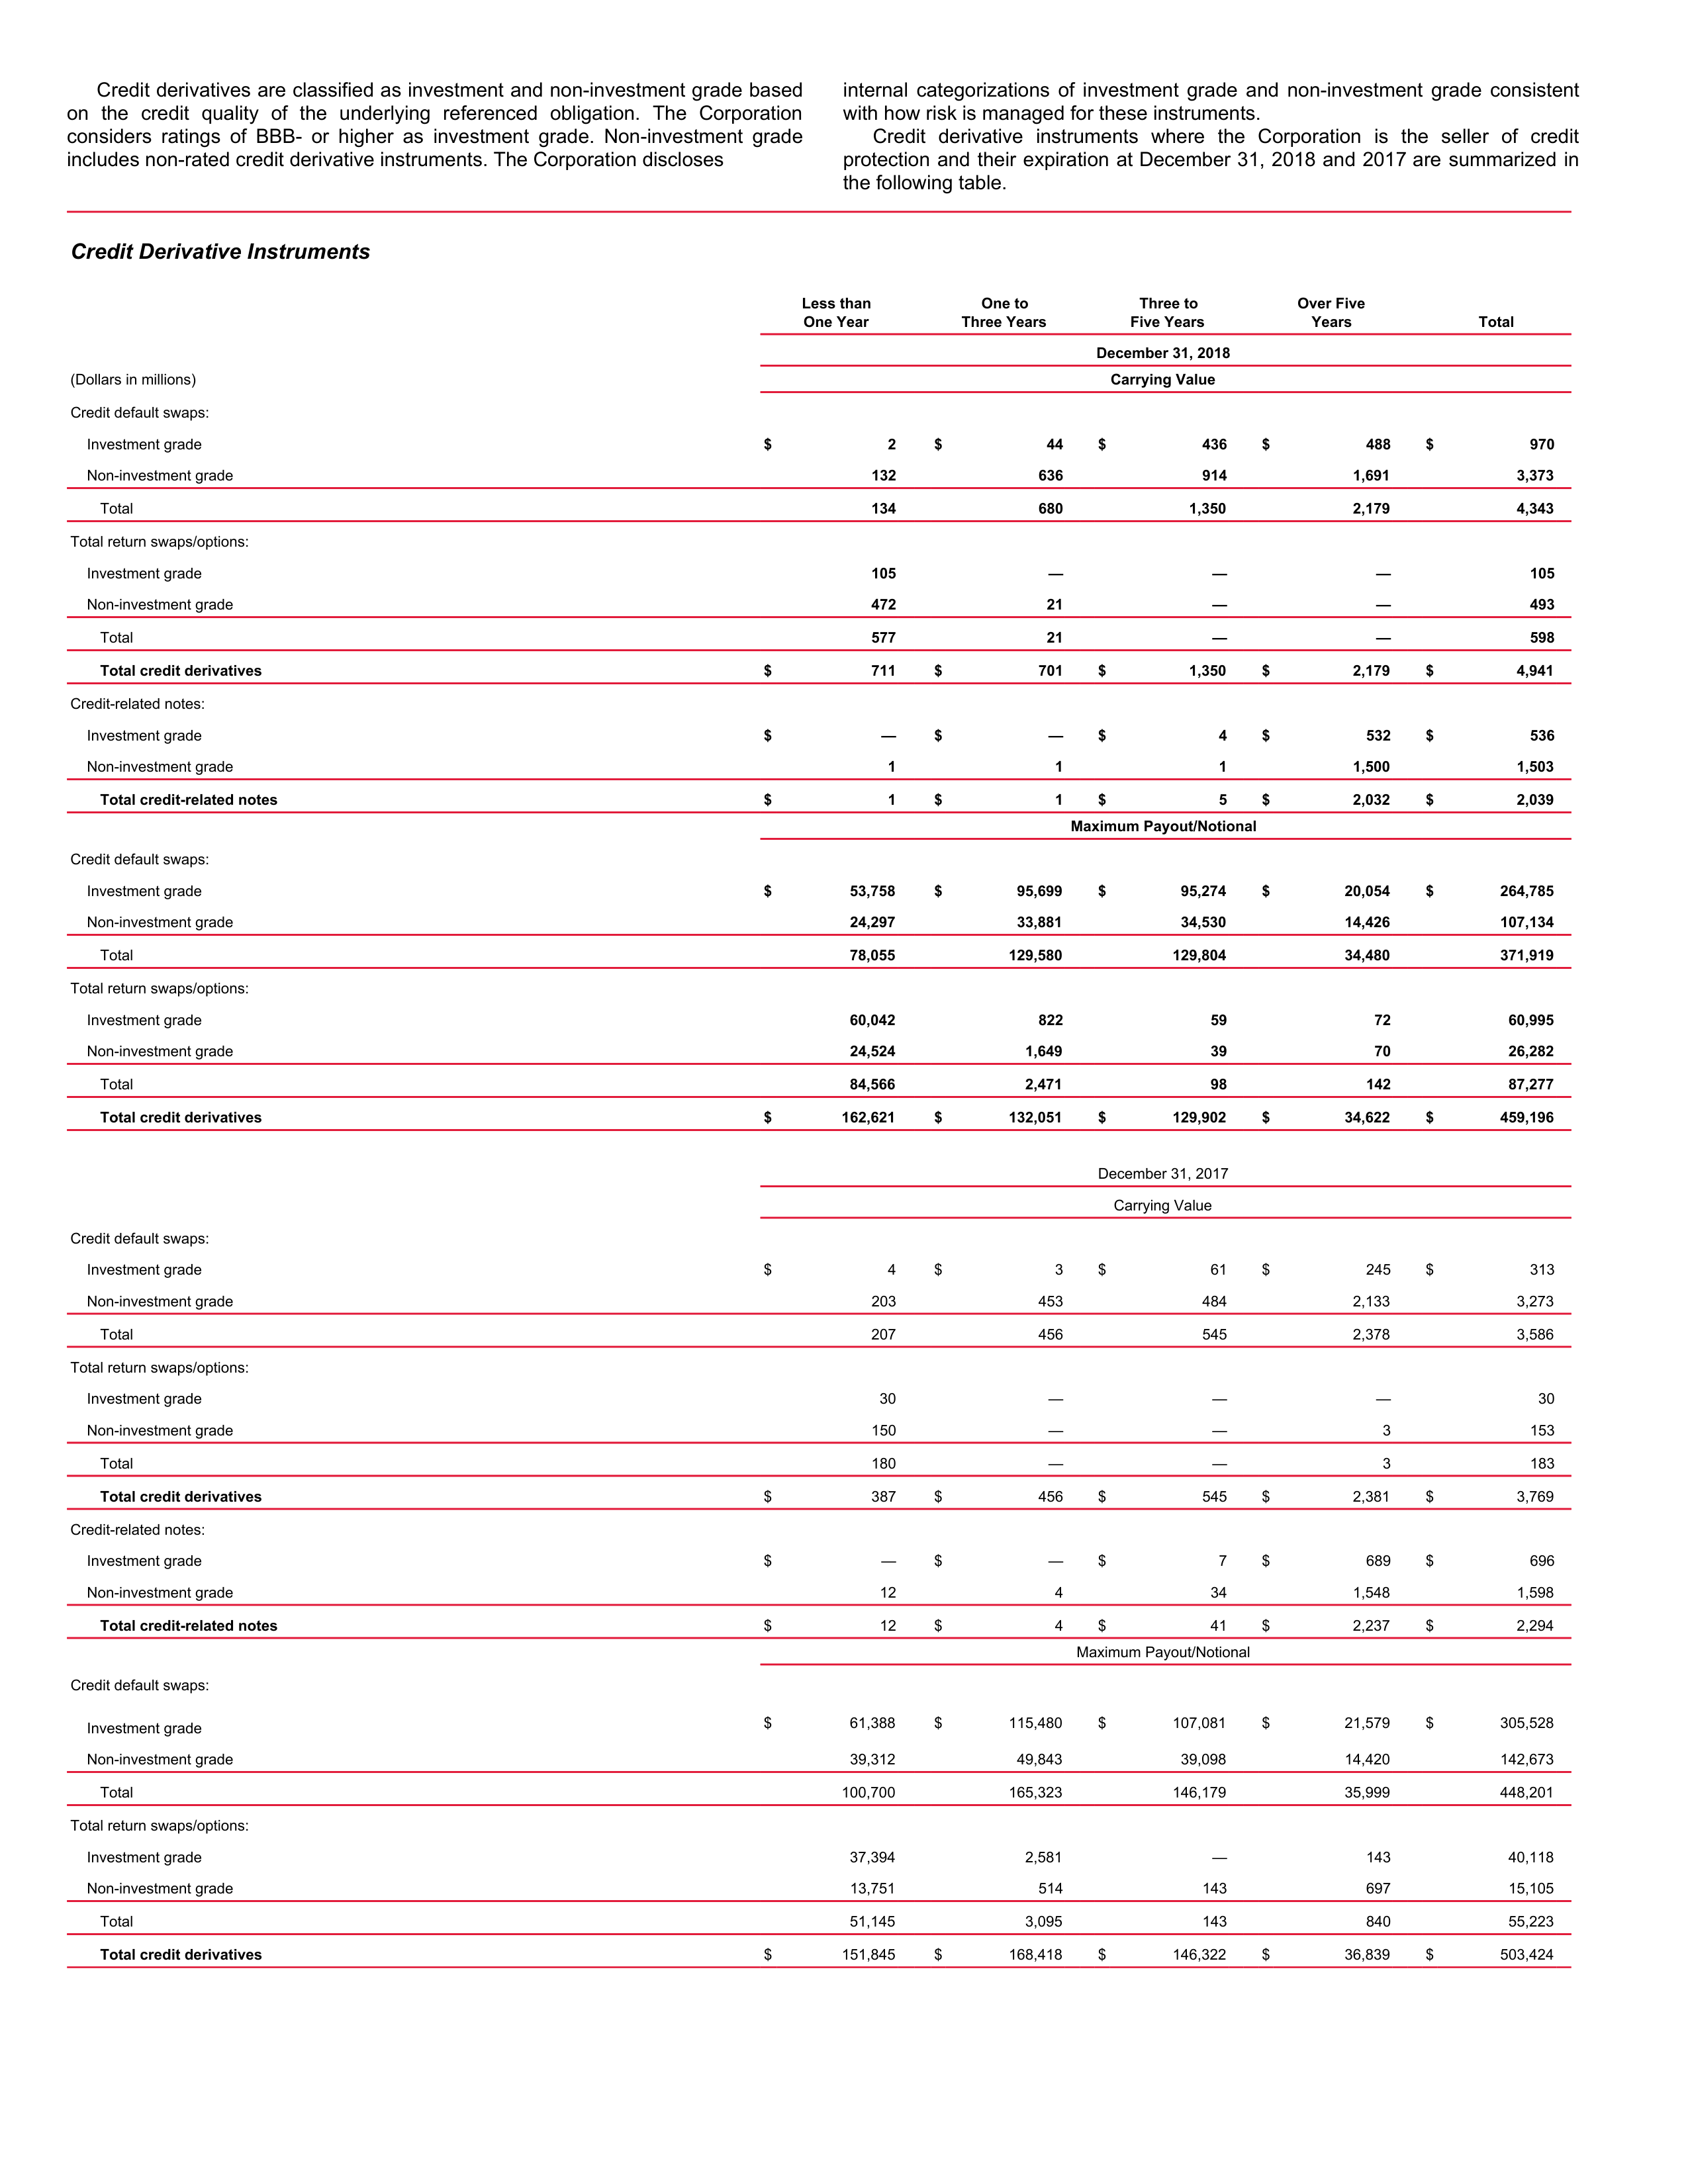 Credit derivatives are classified as investment and non-investment grade based
on the credit quality of the underlying referenced obligation. The Corporation
considers ratings of BBB- or higher as investment grade. Non-investment grade
includes non-rated credit derivative instruments. The Corporation discloses
internal categorizations of investment grade and non-investment grade consistent
with how risk is managed for these instruments.
Credit derivative instruments where the Corporation is the seller of credit
protection and their expiration at December 31, 2018 and 2017 are summarized in
the following table.
Credit Derivative Instruments
Less than One Year One to Three Years Three to Five Years Over Five Years Total
December 31, 2018
(Dollars in millions) Carrying Value
Credit default swaps:
Investment grade $ 2 $ 44 $ 436 $ 488 $ 970
Non-investment grade 132 636 914 1,691 3,373
Total 134 680 1,350 2,179 4,343
Total return swaps/options:
Investment grade 105 — — — 105
Non-investment grade 472 21 — — 493
Total 577 21 — — 598
Total credit derivatives $ 711 $ 701 $ 1,350 $ 2,179 $ 4,941
Credit-related notes:
Investment grade $ — $ — $ 4 $ 532 $ 536
Non-investment grade 1 1 1 1,500 1,503
Total credit-related notes $ 1 $ 1 $ 5 $ 2,032 $ 2,039
Maximum Payout/Notional
Credit default swaps:
Investment grade $ 53,758 $ 95,699 $ 95,274 $ 20,054 $ 264,785
Non-investment grade 24,297 33,881 34,530 14,426 107,134
Total 78,055 129,580 129,804 34,480 371,919
Total return swaps/options:
Investment grade 60,042 822 59 72 60,995
Non-investment grade 24,524 1,649 39 70 26,282
Total 84,566 2,471 98 142 87,277
Total credit derivatives $ 162,621 $ 132,051 $ 129,902 $ 34,622 $ 459,196
December 31, 2017
Carrying Value
Credit default swaps:
Investment grade $ 4 $ 3 $ 61 $ 245 $ 313
Non-investment grade 203 453 484 2,133 3,273
Total 207 456 545 2,378 3,586
Total return swaps/options:
Investment grade 30 — — — 30
Non-investment grade 150 — — 3 153
Total 180 — — 3 183
Total credit derivatives $ 387 $ 456 $ 545 $ 2,381 $ 3,769
Credit-related notes:
Investment grade $ — $ — $ 7 $ 689 $ 696
Non-investment grade 12 4 34 1,548 1,598
Total credit-related notes $ 12 $ 4 $ 41 $ 2,237 $ 2,294
Maximum Payout/Notional
Credit default swaps:
Investment grade $ 61,388 $ 115,480 $ 107,081 $ 21,579 $ 305,528
Non-investment grade 39,312 49,843 39,098 14,420 142,673
Total 100,700 165,323 146,179 35,999 448,201
Total return swaps/options:
Investment grade 37,394 2,581 — 143 40,118
Non-investment grade 13,751 514 143 697 15,105
Total 51,145 3,095 143 840 55,223
Total credit derivatives $ 151,845 $ 168,418 $ 146,322 $ 36,839 $ 503,424